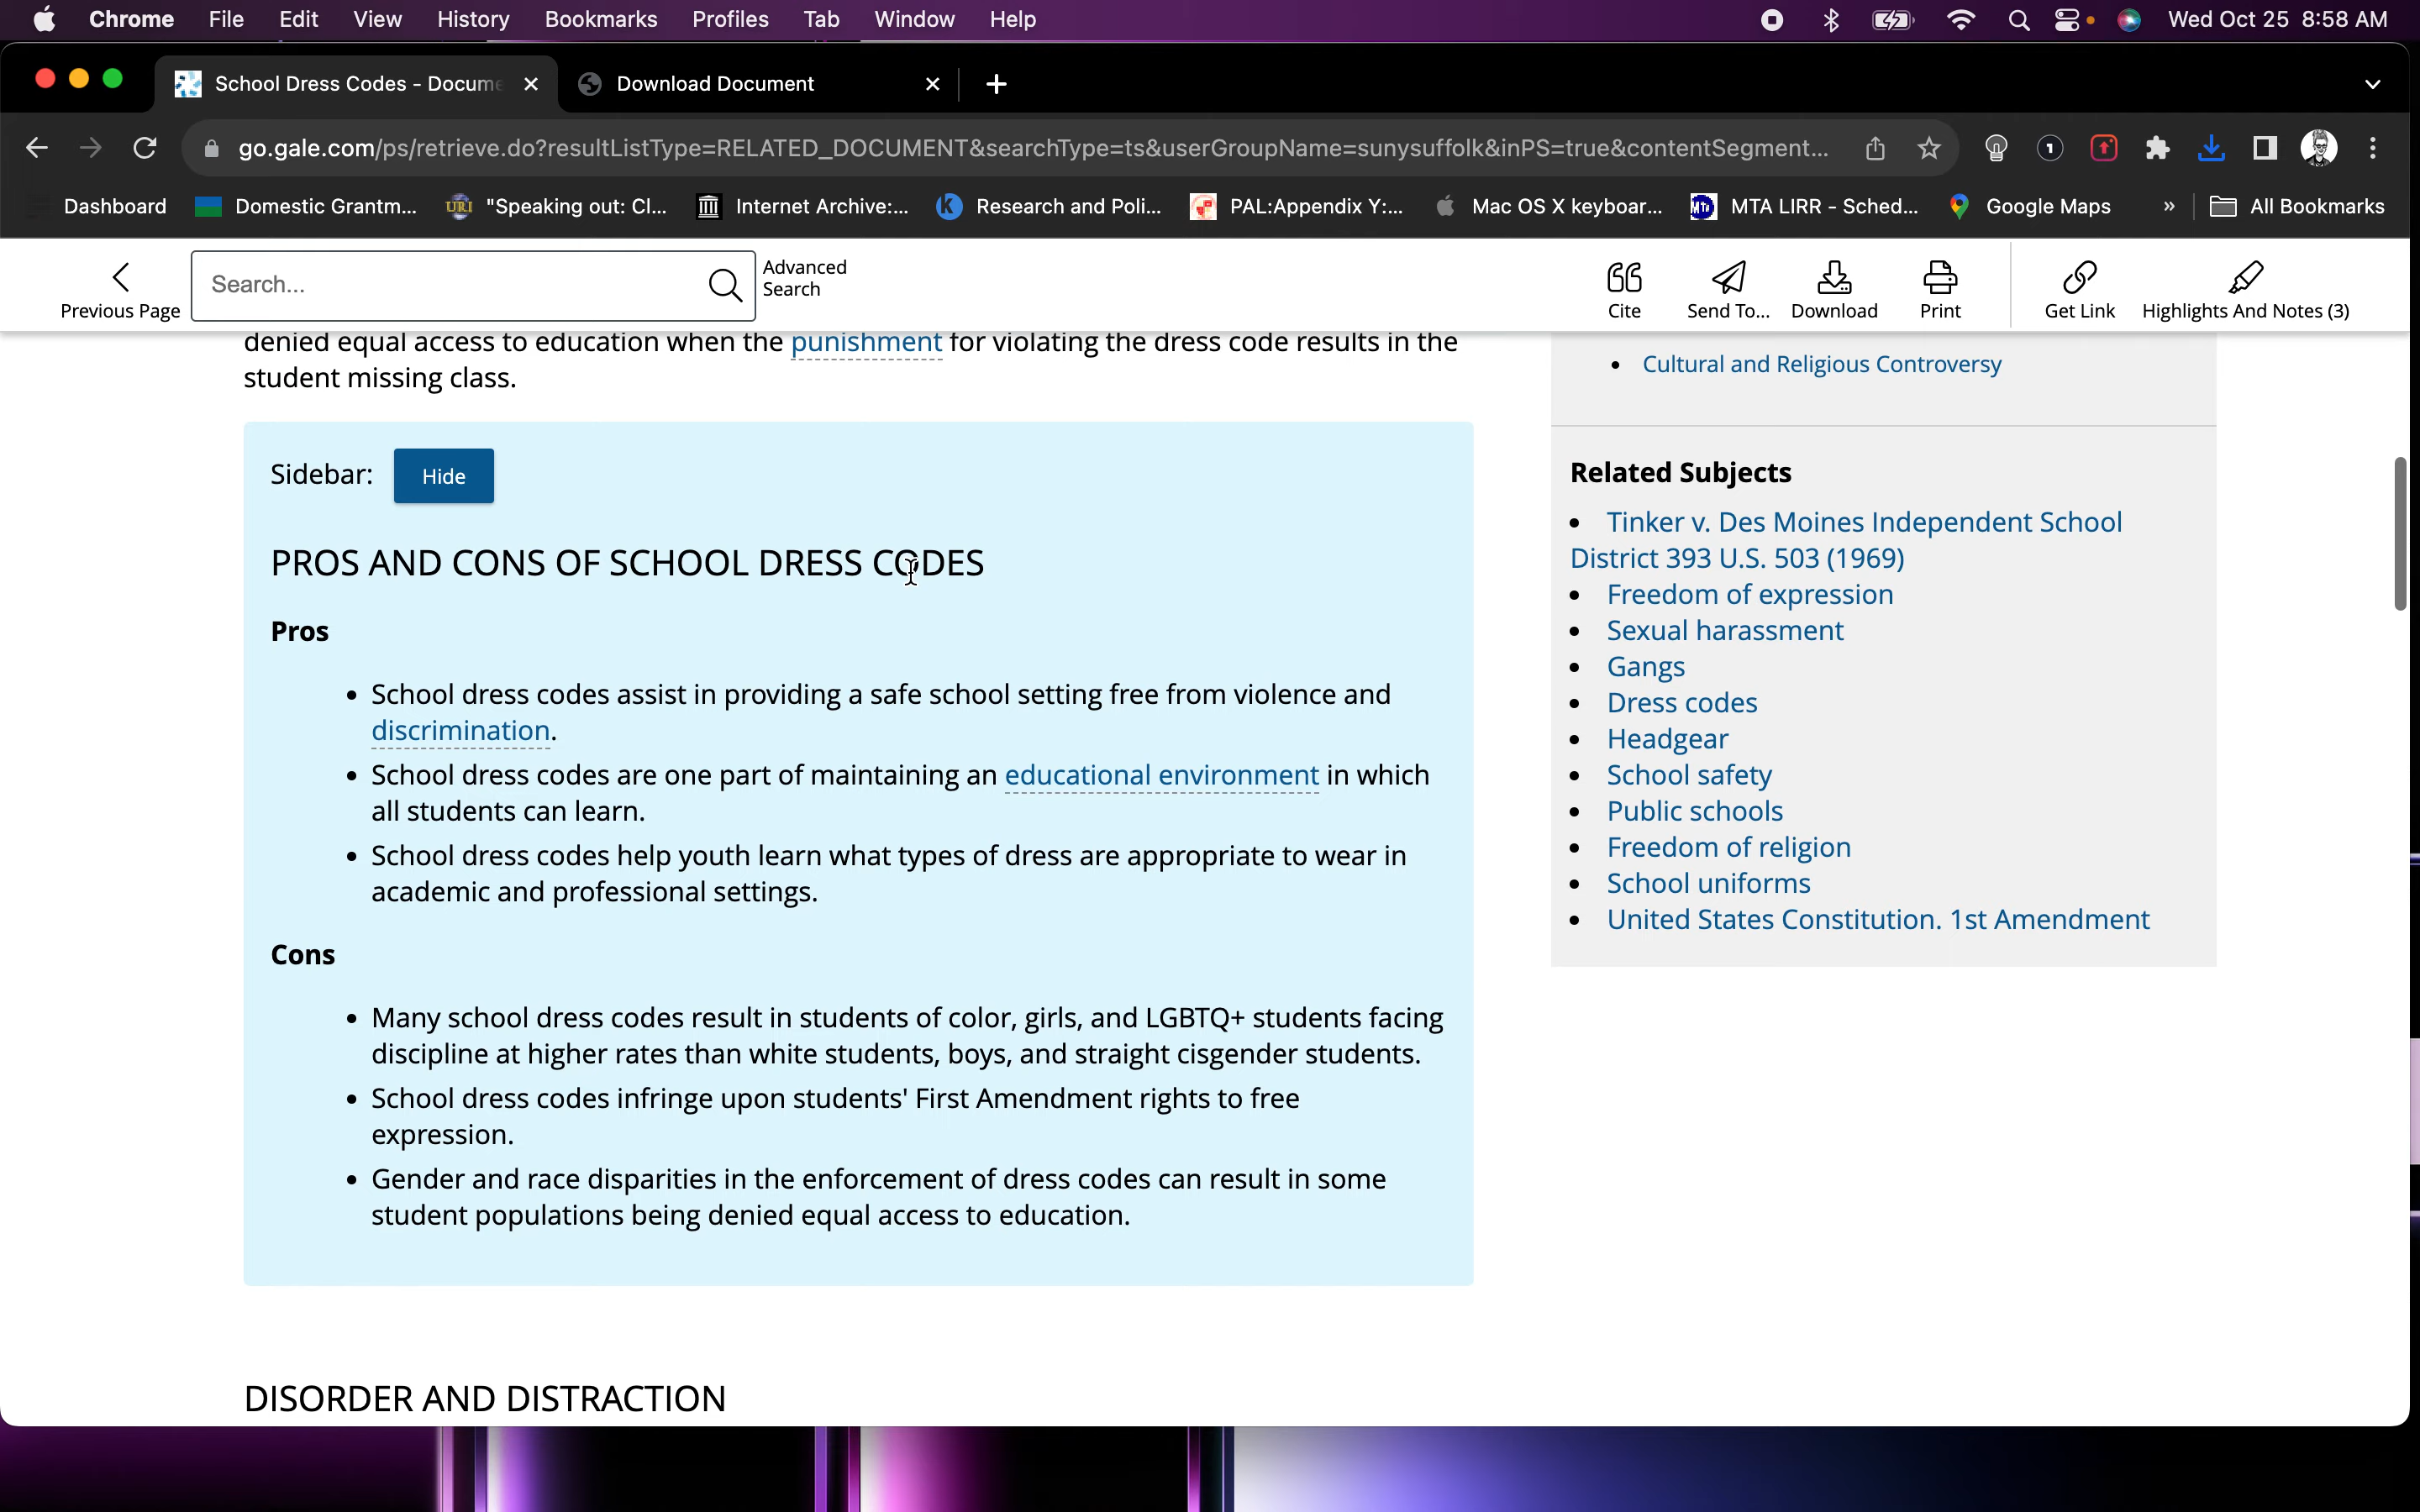 Chrome File Edit View History Bookmarks Profiles Tab Window Help Wed Oct 25 8:58 AM
School Dress Codes - Docume Download Document
go.gale.com/ps/retrieve.do?resultListType=RELATED_DOCUMENT&searchType=ts&userGroupName=sunysuffolk&inPS=true&contentSegment...
Dashboard Domestic Grantm... URI "Speaking out: Cl... Internet Archive:... Research and Poli... PAL:Appendix Y:... Mac OS X keyboar... MTA LIRR - Sched... Google Maps » All Bookmarks
Previous Page Search... Advanced Search Cite Send To... Download Print Get Link Highlights And Notes (3)
denied equal access to education when the punishment for violating the dress code results in the
student missing class.
Sidebar: Hide
PROS AND CONS OF SCHOOL DRESS CODES
Pros
• School dress codes assist in providing a safe school setting free from violence and
discrimination.
• School dress codes are one part of maintaining an educational environment in which
all students can learn.
• School dress codes help youth learn what types of dress are appropriate to wear in
academic and professional settings.
Cons
• Many school dress codes result in students of color, girls, and LGBTQ+ students facing
discipline at higher rates than white students, boys, and straight cisgender students.
• School dress codes infringe upon students' First Amendment rights to free
expression.
• Gender and race disparities in the enforcement of dress codes can result in some
student populations being denied equal access to education.
DISORDER AND DISTRACTION
• Cultural and Religious Controversy
Related Subjects
• Tinker v. Des Moines Independent School
District 393 U.S. 503 (1969)
• Freedom of expression
• Sexual harassment
• Gangs
• Dress codes
• Headgear
• School safety
• Public schools
• Freedom of religion
• School uniforms
• United States Constitution. 1st Amendment